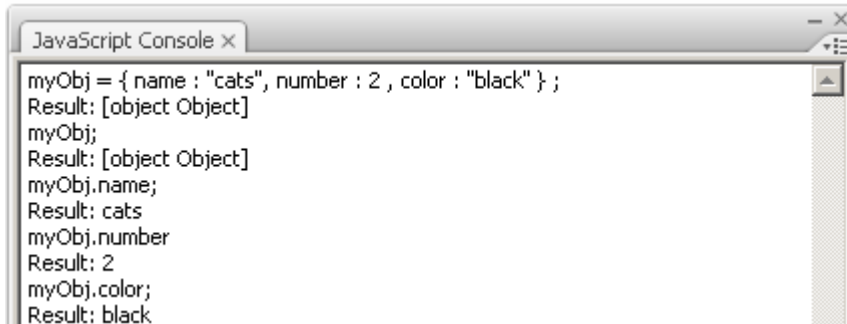 JavaScript Console
myObj = { name : "cats", number : 2 , color : "black" } ;
Result: [object Object]
myObj;
Result: [object Object]
myObj.name;
Result: cats
myObj.number
Result: 2
myObj.color;
Result: black